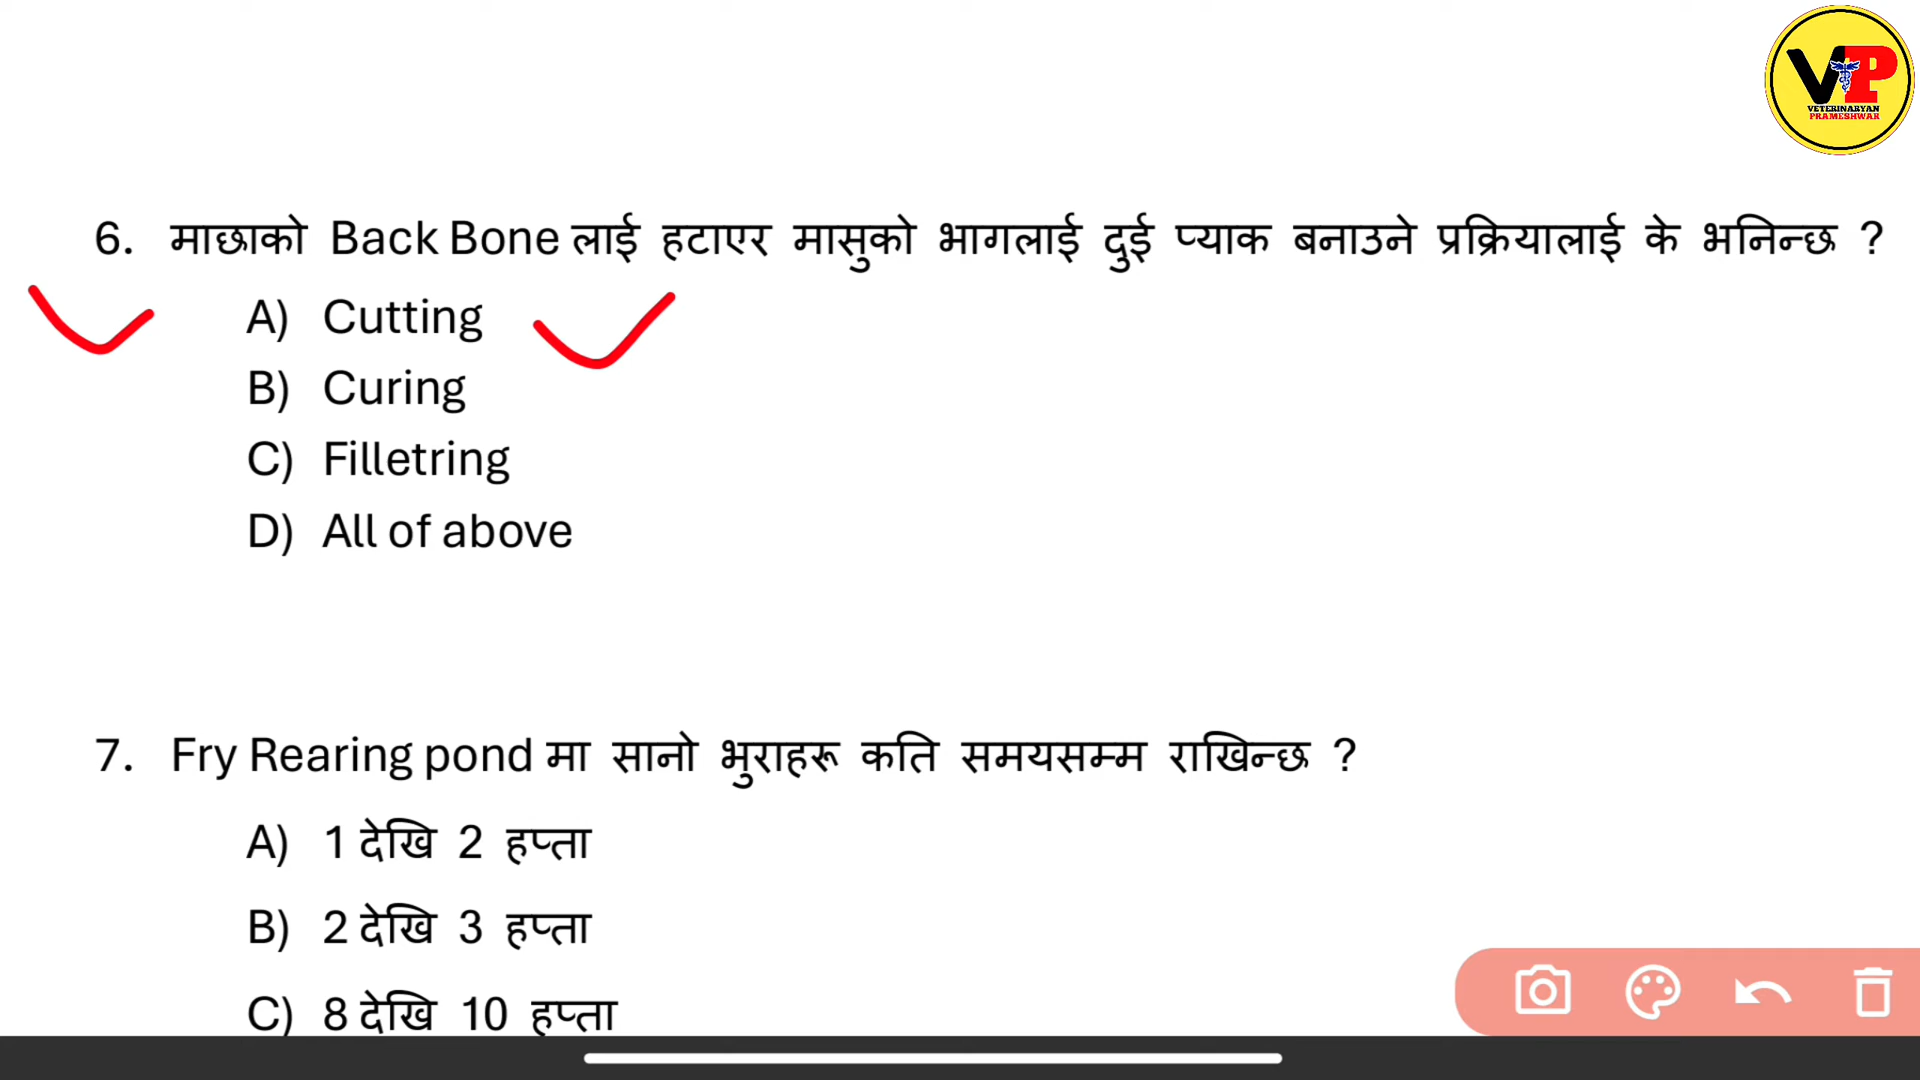 VP
VETERINARYAN
PRAMESHWAR
6. माछाको Back Bone लाई हटाएर मासुको भागलाई दुई प्याक बनाउने प्रक्रियालाई के भनिन्छ ?
A) Cutting
B) Curing
C) Filletring
D) All of above
7. Fry Rearing pond मा सानो भुराहरू कति समयसम्म राखिन्छ ?
A) 1 देखि 2 हप्ता
B) 2 देखि 3 हप्ता
C) 8 देखि 10 हप्ता